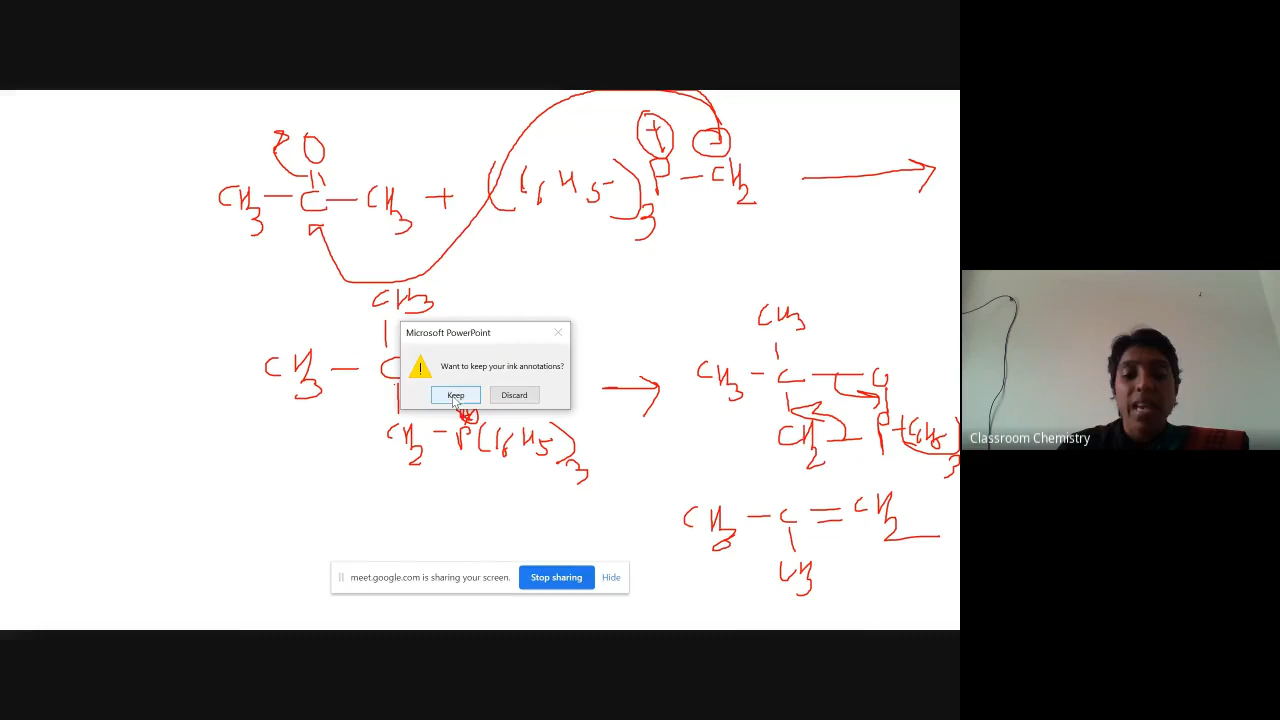 O
CH3 — C — CH3 + (C6H5)3 P+ — CH2 →
CH3
CH3 — C
CH2 — P(C6H5)3
→
CH3
CH3 — C — O
CH2 — P + (C6H5)3
CH3 — C = CH2
CH3
Microsoft PowerPoint
Want to keep your ink annotations?
Keep Discard
meet.google.com is sharing your screen. Stop sharing Hide
Classroom Chemistry